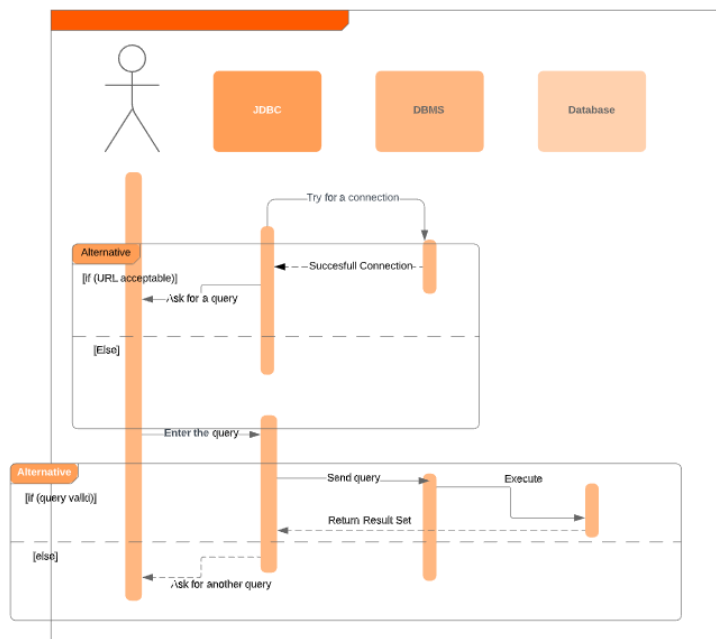 JDBC
DBMS
Database
Try for a connection
Alternative
Succesfull Connection
[if (URL acceptable)]
Ask for a query
[Else]
Enter the query
Alternative
Send query
Execute
[if (query valid)]
Return Result Set
[else]
Ask for another query